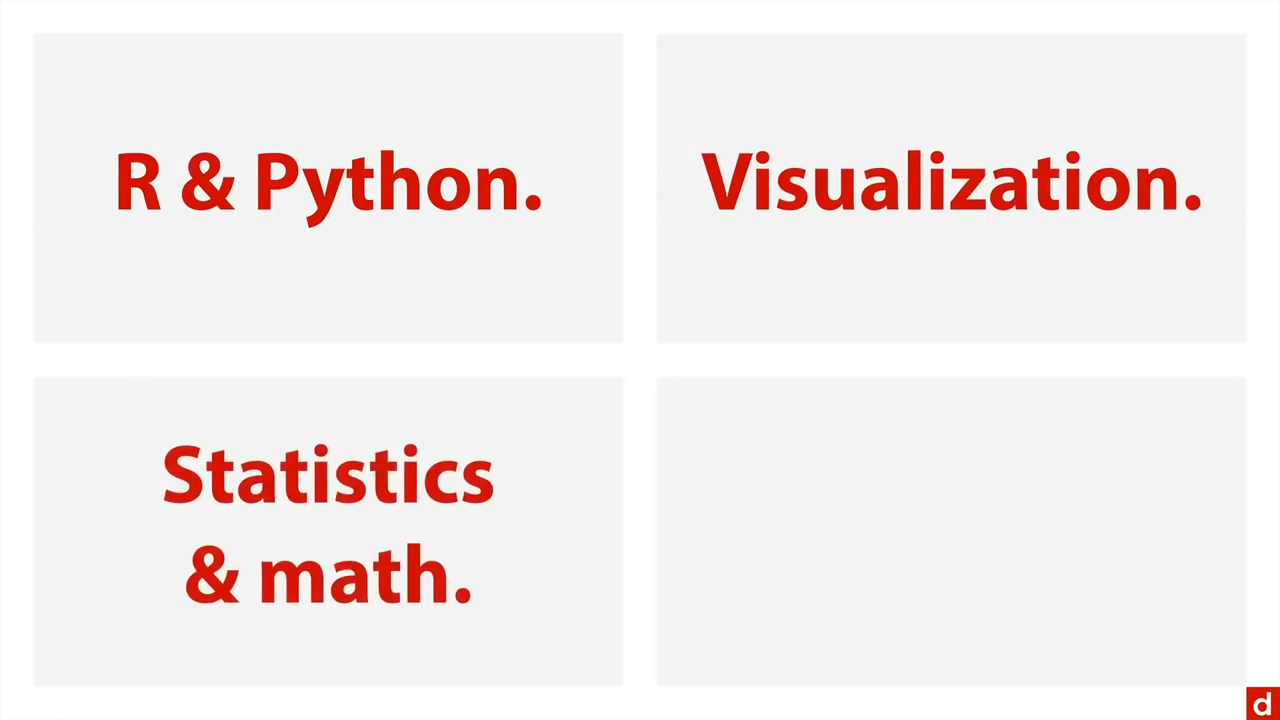 R & Python.
Visualization.
Statistics
& math.
d